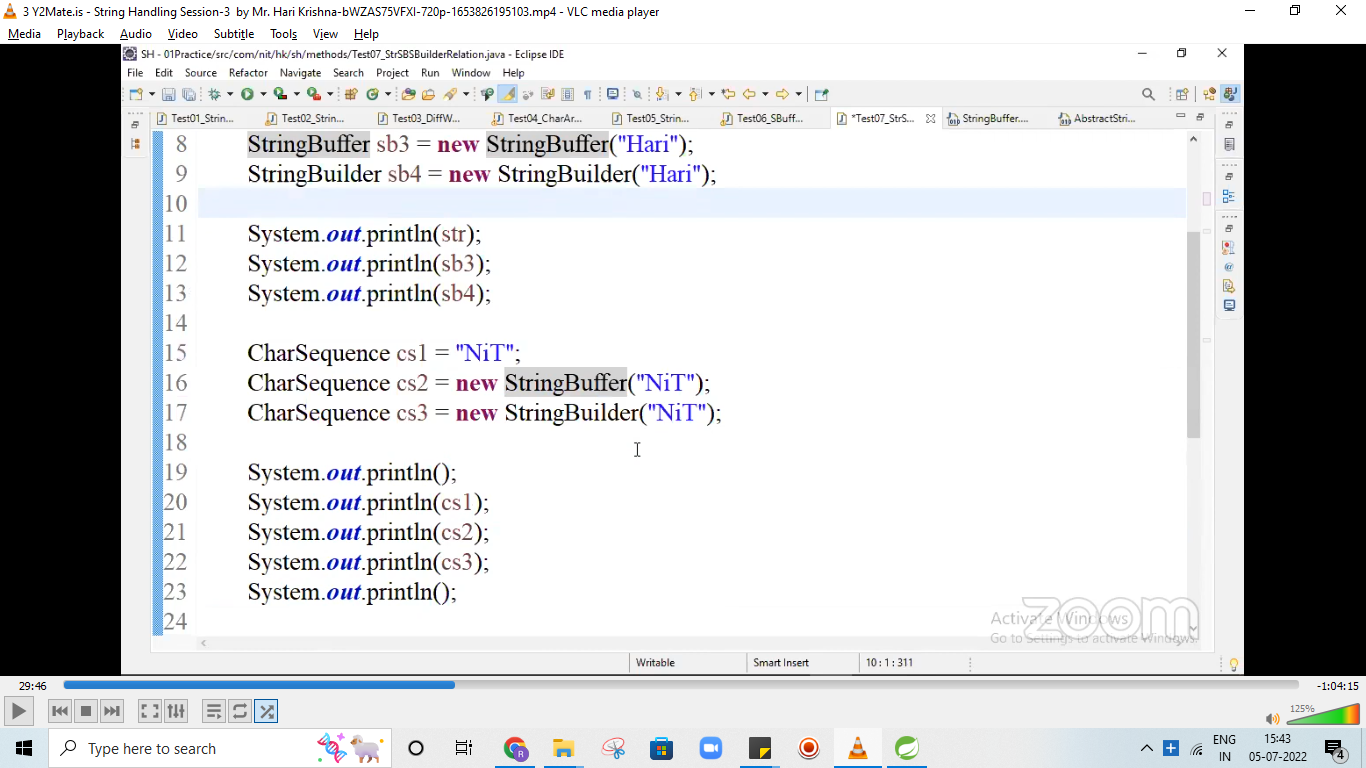 3 Y2Mate.is - String Handling Session-3 by Mr. Hari Krishna-bWZAS75VFXI-720p-1653826195103.mp4 - VLC media player
Media Playback Audio Video Subtitle Tools View Help
SH - 01Practice/src/com/nit/hk/sh/methods/Test07_StrSBSBuilderRelation.java - Eclipse IDE
File Edit Source Refactor Navigate Search Project Run Window Help
Test01_Strin... Test02_Strin... Test03_DiffW... Test04_CharAr... Test05_Strin... Test06_SBuff... *Test07_StrS... StringBuffer.... AbstractStri...
8 StringBuffer sb3 = new StringBuffer("Hari");
9 StringBuilder sb4 = new StringBuilder("Hari");
10
11 System.out.println(str);
12 System.out.println(sb3);
13 System.out.println(sb4);
14
15 CharSequence cs1 = "NiT";
16 CharSequence cs2 = new StringBuffer("NiT");
17 CharSequence cs3 = new StringBuilder("NiT");
18
19 System.out.println();
20 System.out.println(cs1);
21 System.out.println(cs2);
22 System.out.println(cs3);
23 System.out.println();
24
zoom
Activate Windows
Go to Settings to activate Windows.
Writable Smart Insert 10 : 1 : 311
29:46 -1:04:15
125%
Type here to search
ENG 15:43
IN 05-07-2022
4